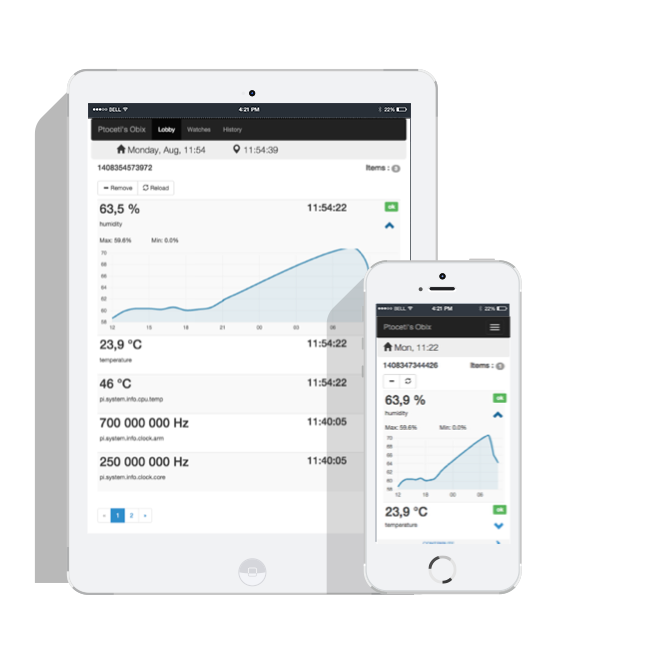 BELL 4:21 PM 22%
Ptoceti's Obix Lobby Watches History
Monday, Aug, 11:54 11:54:39
1408354573972 Items :
Remove Reload
63,5 % 11:54:22 ok
humidity
Max: 59.6% Min: 0.0%
70
68
66
64
62
60
58
12 15 18 21 00 03 06
23,9 °C 11:54:22
temperature
46 °C 11:54:22
pi.system.info.cpu.temp
700 000 000 Hz 11:40:05
pi.system.info.clock.arm
250 000 000 Hz 11:40:05
pi.system.info.clock.core
« 1 2 »
BELL 4:21 PM 22%
Ptoceti's Obix
Mon, 11:22
1408347344426 Items :
63,9 % ok
humidity
Max: 59.6% Min: 0.0%
70
68
66
64
62
60
58
12 18 00 06
23,9 °C ok
temperature